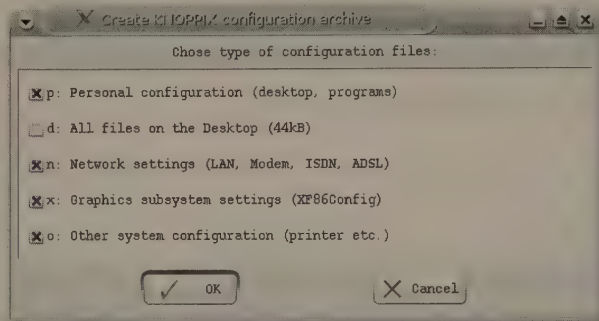 Create KNOPPIX configuration archive
Chose type of configuration files:
p: Personal configuration (desktop, programs)
d: All files on the Desktop (44kB)
n: Network settings (LAN, Modem, ISDN, ADSL)
x: Graphics subsystem settings (XF86Config)
o: Other system configuration (printer etc.)
OK
Cancel